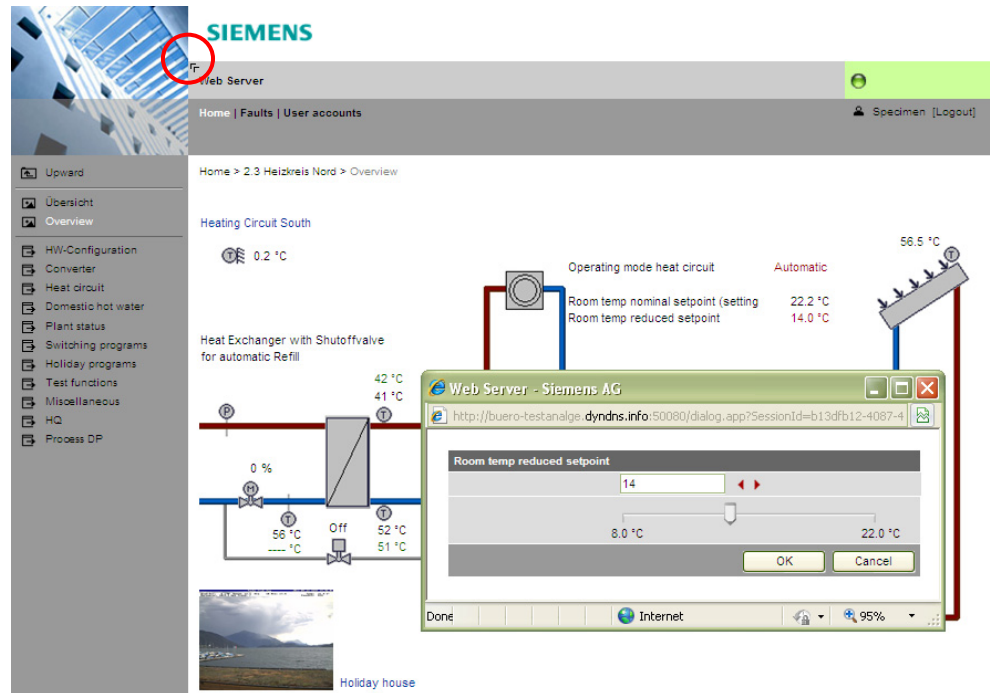 SIEMENS
Web Server
Home | Faults | User accounts
Specimen [Logout]
Upward
Home > 2.3 Heizkreis Nord > Overview
Übersicht
Overview
HW-Configuration
Converter
Heat circuit
Domestic hot water
Plant status
Switching programs
Holiday programs
Test functions
Miscellaneous
HQ
Process DP
Heating Circuit South
T 0.2 °C
56.5 °C
T
Operating mode heat circuit Automatic
Room temp nominal setpoint (setting 22.2 °C
Room temp reduced setpoint 14.0 °C
Heat Exchanger with Shutoffvalve
for automatic Refill
42 °C
41 °C
P
T
0 %
M
T
T
56 °C
Off
52 °C
---- °C
51 °C
Web Server - Siemens AG
http://buero-testanalge.dyndns.info:50080/dialog.app?SessionId=b13dfb12-4087-4
Room temp reduced setpoint
14
8.0 °C 22.0 °C
OK Cancel
Done Internet 95%
Holiday house